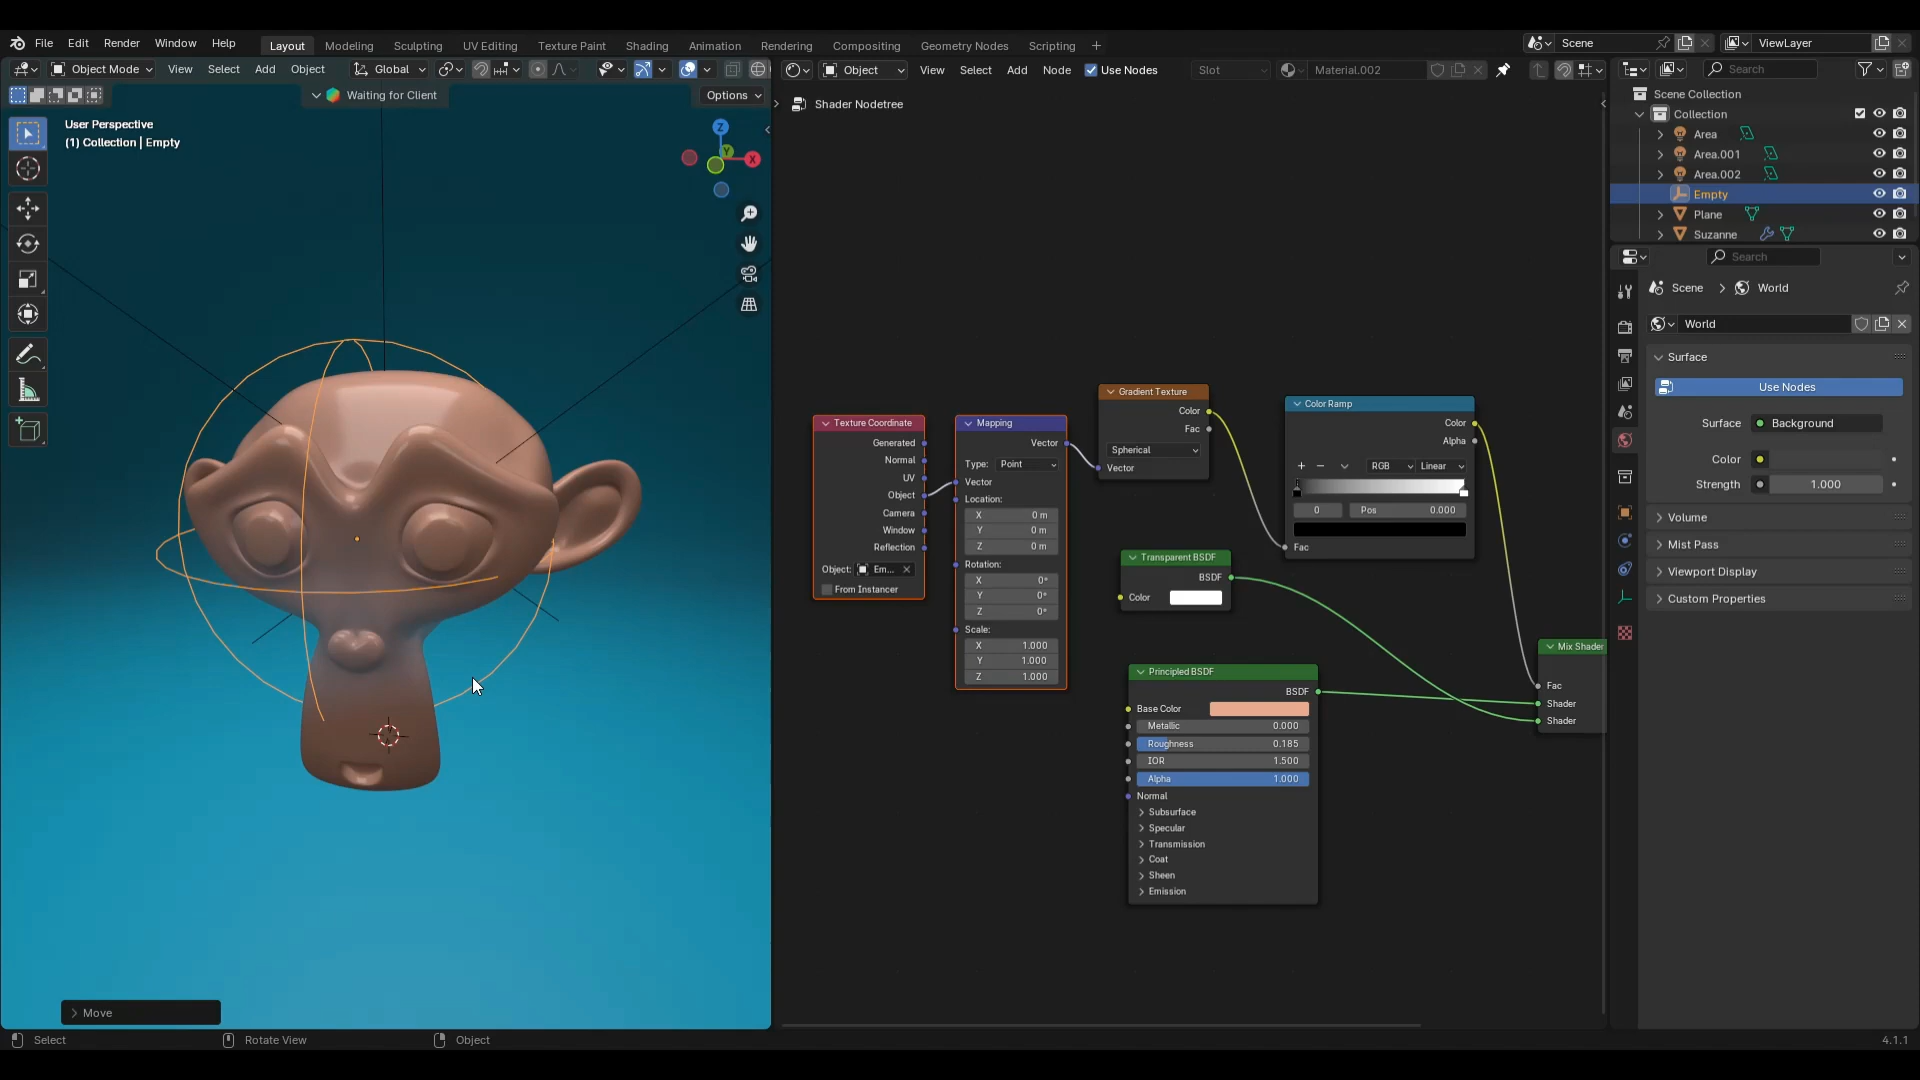 File Edit Render Window Help Layout Modeling Sculpting UV Editing Texture Paint Shading Animation Rendering Compositing Geometry Nodes Scripting + Scene ViewLayer
Object Mode View Select Add Object Global Object View Select Add Node Use Nodes Slot Material.002 Search
Waiting for Client Options
User Perspective
(1) Collection | Empty
Z
Y
X
Move
Shader Nodetree
Texture Coordinate
Generated
Normal
UV
Object
Camera
Window
Reflection
Object: Em...
From Instancer
Mapping
Vector
Type: Point
Vector
Location:
X 0 m
Y 0 m
Z 0 m
Rotation:
X 0°
Y 0°
Z 0°
Scale:
X 1.000
Y 1.000
Z 1.000
Gradient Texture
Color
Fac
Spherical
Vector
Transparent BSDF
BSDF
Color
Principled BSDF
BSDF
Base Color
Metallic 0.000
Roughness 0.185
IOR 1.500
Alpha 1.000
Normal
Subsurface
Specular
Transmission
Coat
Sheen
Emission
Color Ramp
Color
Alpha
RGB Linear
0 Pos 0.000
Fac
Mix Shader
Fac
Shader
Shader
Scene Collection
Collection
Area
Area.001
Area.002
Empty
Plane
Suzanne
Search
Scene > World
World
Surface
Use Nodes
Surface Background
Color
Strength 1.000
Volume
Mist Pass
Viewport Display
Custom Properties
Select Rotate View Object 4.1.1